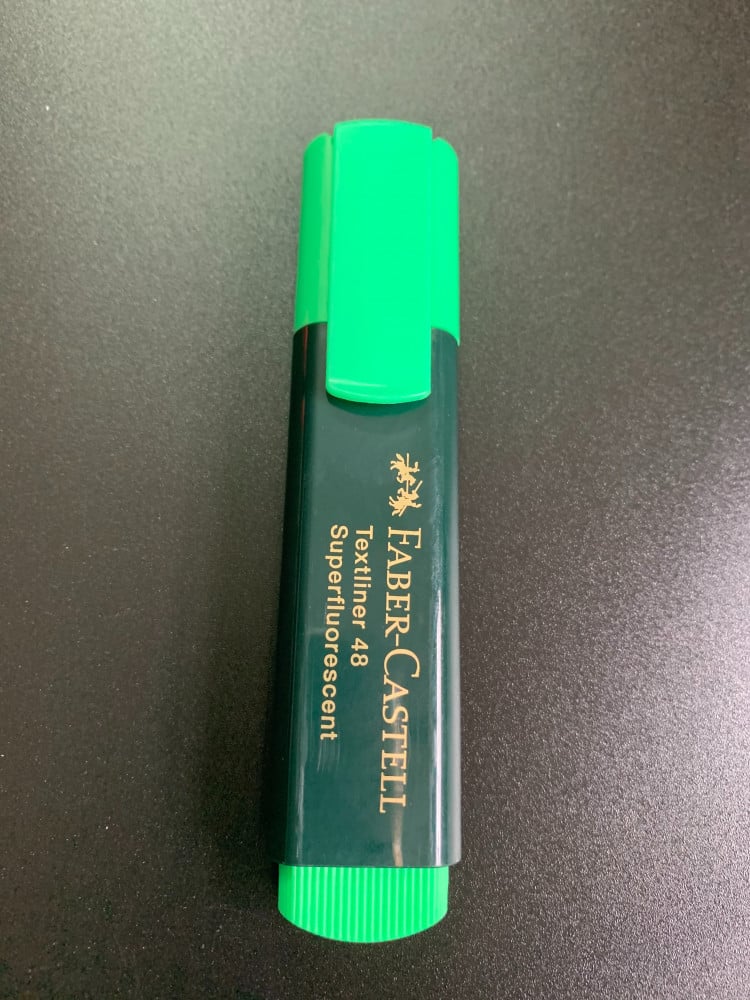 FABER-CASTELL
Textliner 48
Superfluorescent